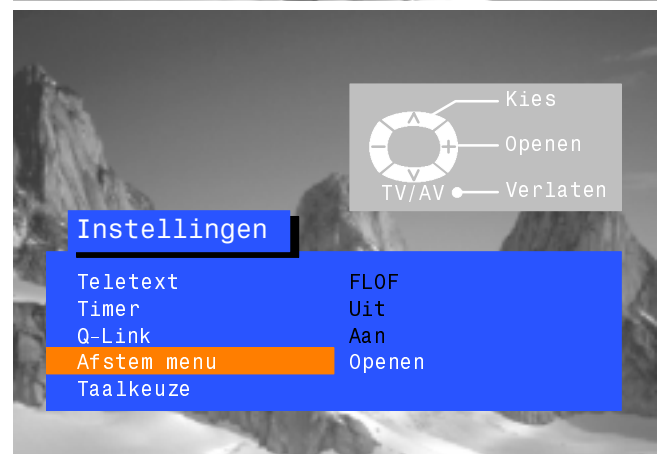 Kies
Openen
TV/AV Verlaten
Instellingen
Teletext FLOF
Timer Uit
Q-Link Aan
Afstem menu Openen
Taalkeuze